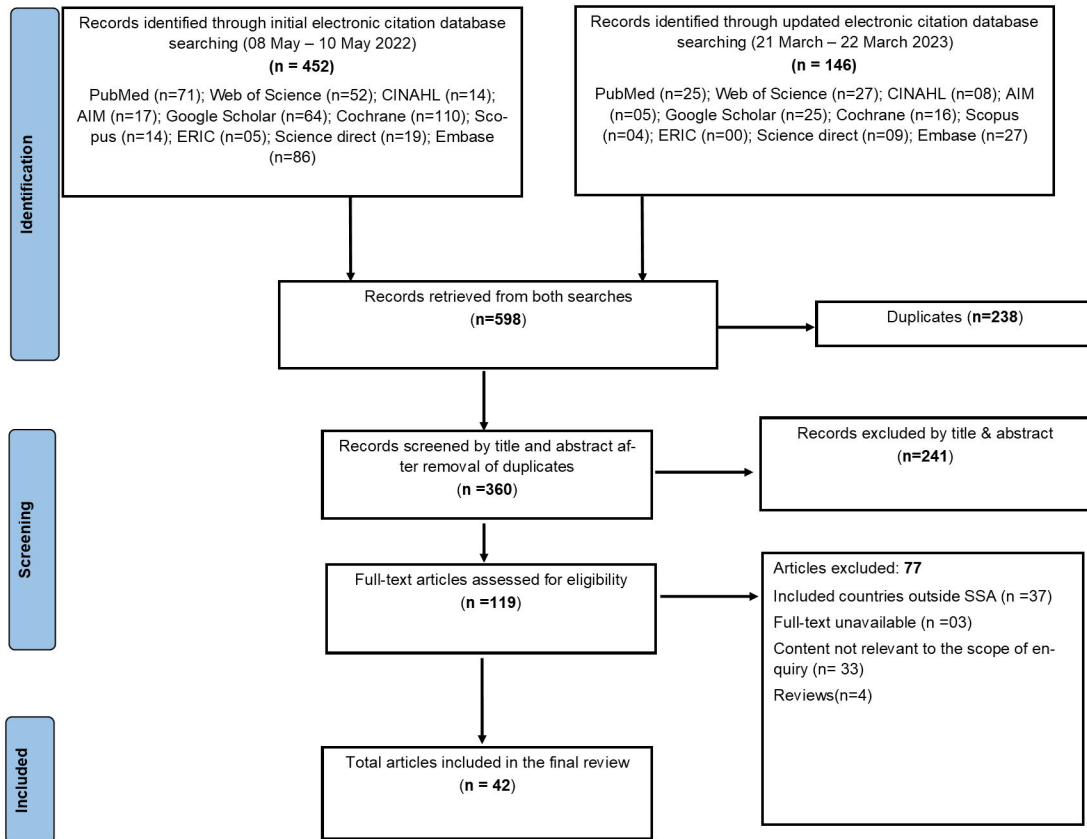 Identification
Records identified through initial electronic citation database
searching (08 May – 10 May 2022)
(n = 452)
PubMed (n=71); Web of Science (n=52); CINAHL (n=14);
AIM (n=17); Google Scholar (n=64); Cochrane (n=110); Sco-
pus (n=14); ERIC (n=05); Science direct (n=19); Embase
(n=86)
Records identified through updated electronic citation database
searching (21 March – 22 March 2023)
(n = 146)
PubMed (n=25); Web of Science (n=27); CINAHL (n=08); AIM
(n=05); Google Scholar (n=25); Cochrane (n=16); Scopus
(n=04); ERIC (n=00); Science direct (n=09); Embase (n=27)
Records retrieved from both searches
(n=598)
Duplicates (n=238)
Screening
Records screened by title and abstract af-
ter removal of duplicates
(n =360)
Records excluded by title & abstract
(n=241)
Full-text articles assessed for eligibility
(n =119)
Articles excluded: 77
Included countries outside SSA (n =37)
Full-text unavailable (n =03)
Content not relevant to the scope of en-
quiry (n= 33)
Reviews(n=4)
Included
Total articles included in the final review
(n = 42)